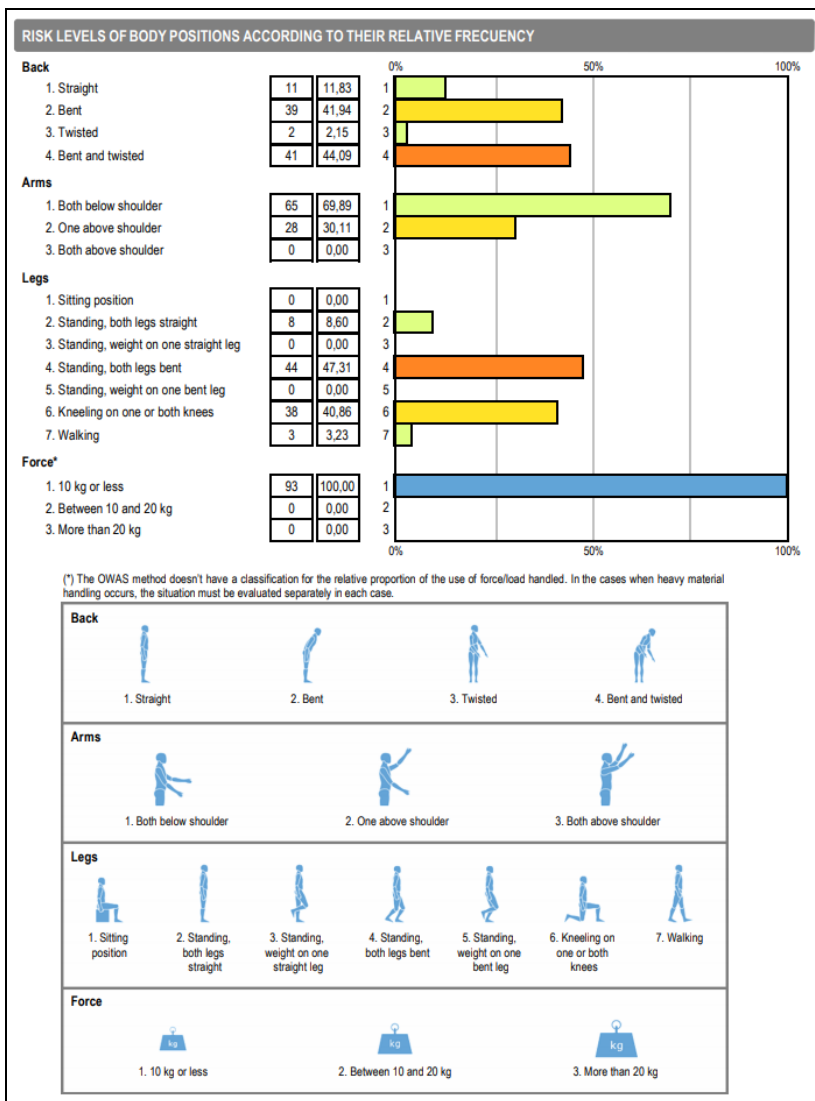 RISK LEVELS OF BODY POSITIONS ACCORDING TO THEIR RELATIVE FRECUENCY
Back 0% 50% 100%
1. Straight 11 11,83 1
2. Bent 39 41,94 2
3. Twisted 2 2,15 3
4. Bent and twisted 41 44,09 4
Arms
1. Both below shoulder 65 69,89 1
2. One above shoulder 28 30,11 2
3. Both above shoulder 0 0,00 3
Legs
1. Sitting position 0 0,00 1
2. Standing, both legs straight 8 8,60 2
3. Standing, weight on one straight leg 0 0,00 3
4. Standing, both legs bent 44 47,31 4
5. Standing, weight on one bent leg 0 0,00 5
6. Kneeling on one or both knees 38 40,86 6
7. Walking 3 3,23 7
Force*
1. 10 kg or less 93 100,00 1
2. Between 10 and 20 kg 0 0,00 2
3. More than 20 kg 0 0,00 3
0% 50% 100%
(*) The OWAS method doesn't have a classification for the relative proportion of the use of force/load handled. In the cases when heavy material
handling occurs, the situation must be evaluated separately in each case.
Back
1. Straight 2. Bent 3. Twisted 4. Bent and twisted
Arms
1. Both below shoulder 2. One above shoulder 3. Both above shoulder
Legs
1. Sitting 2. Standing, 3. Standing, 4. Standing, 5. Standing, 6. Kneeling on 7. Walking
position both legs weight on one both legs bent weight on one one or both
straight straight leg bent leg knees
Force
kg kg kg
1. 10 kg or less 2. Between 10 and 20 kg 3. More than 20 kg